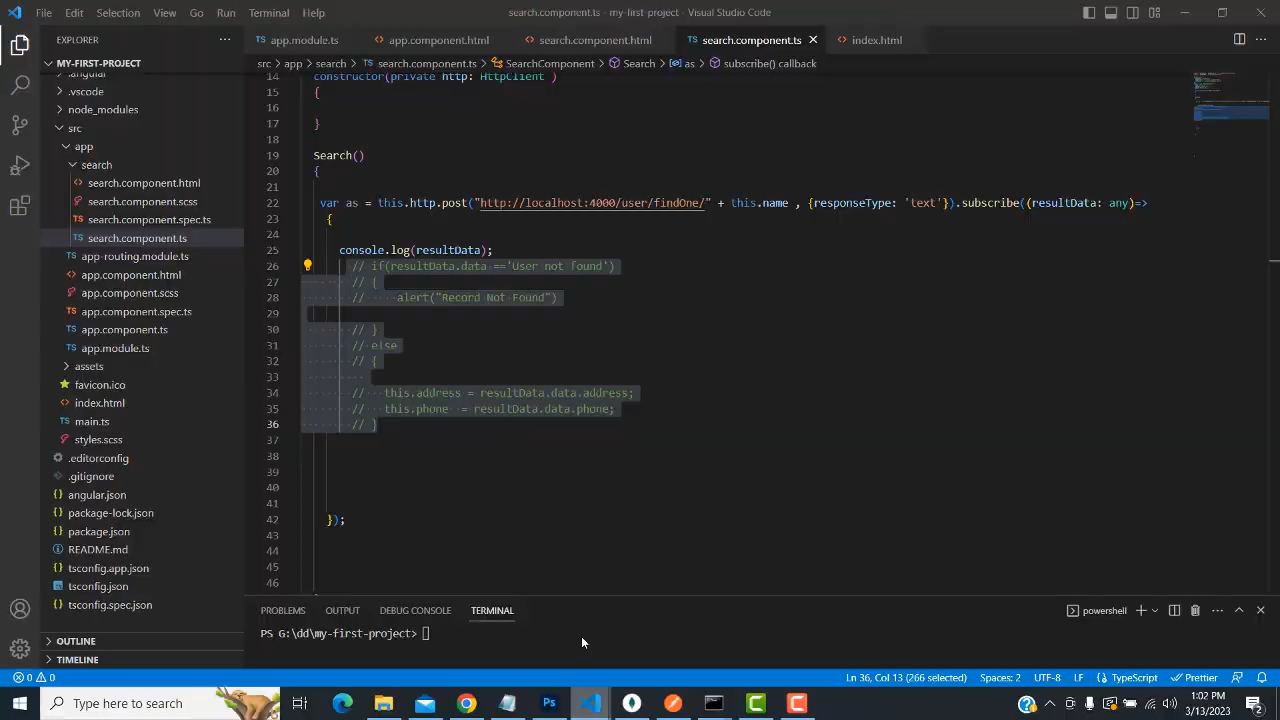 File Edit Selection View Go Run Terminal Help
search.component.ts - my-first-project - Visual Studio Code
EXPLORER
MY-FIRST-PROJECT
.angular
.vscode
node_modules
src
app
search
search.component.html
search.component.scss
search.component.spec.ts
search.component.ts
app-routing.module.ts
app.component.html
app.component.scss
app.component.spec.ts
app.component.ts
app.module.ts
assets
favicon.ico
index.html
main.ts
styles.scss
.editorconfig
.gitignore
angular.json
package-lock.json
package.json
README.md
tsconfig.app.json
tsconfig.json
tsconfig.spec.json
OUTLINE
TIMELINE
app.module.ts app.component.html search.component.html search.component.ts index.html
src > app > search > search.component.ts > SearchComponent > Search > as > subscribe() callback
14 constructor(private http: HttpClient )
15 {
16
17 }
18
19 Search()
20 {
21
22 var as = this.http.post("http://localhost:4000/user/findOne/" + this.name , {responseType: 'text'}).subscribe((resultData: any)=>
23 {
24
25 console.log(resultData);
26 // if(resultData.data =='User not found')
27 // {
28 // alert("Record Not Found")
29
30 // }
31 // else
32 // {
33
34 // this.address = resultData.data.address;
35 // this.phone = resultData.data.phone;
36 // }
37
38
39
40
41
42 });
43
44
45
46
PROBLEMS OUTPUT DEBUG CONSOLE TERMINAL
powershell
PS G:\dd\my-first-project>
0 0
Ln 36, Col 13 (266 selected) Spaces: 2 UTF-8 LF TypeScript Prettier
Type here to search
1:02 PM
3/13/2023